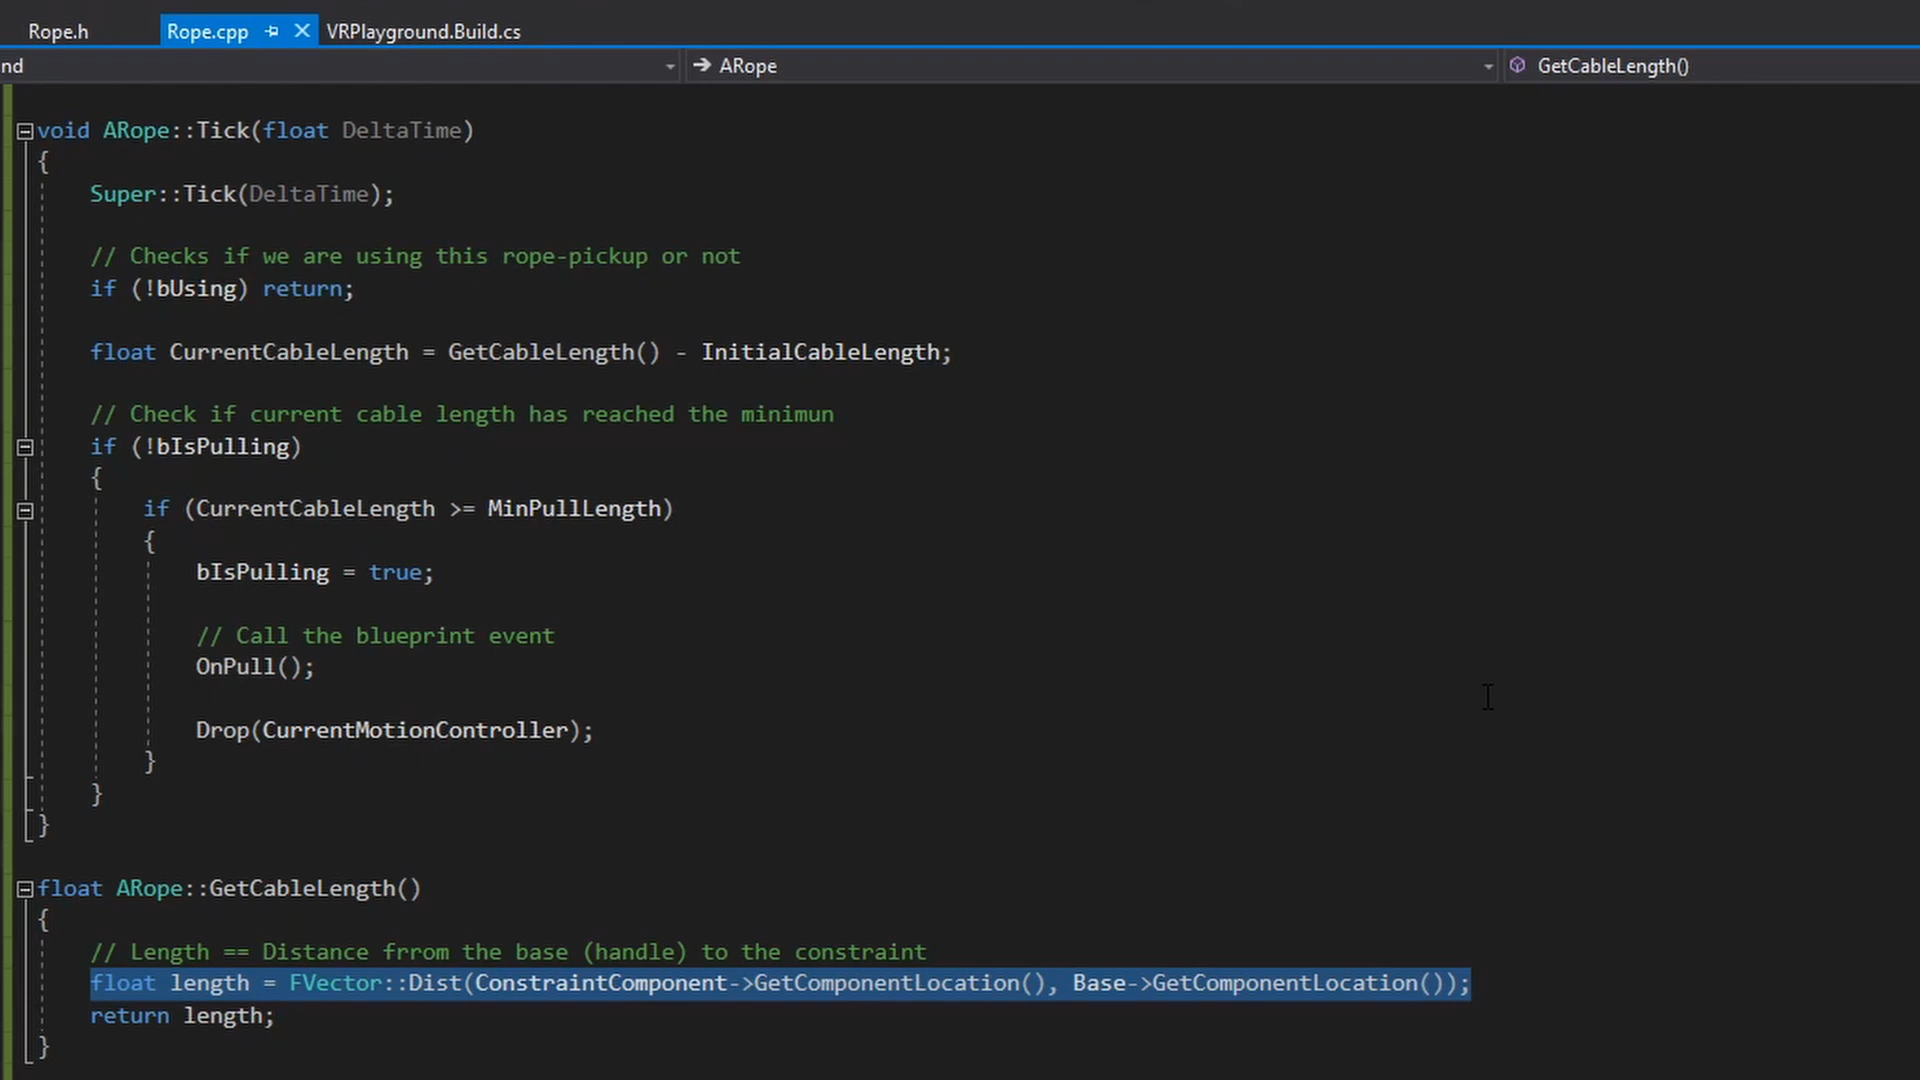 Rope.h Rope.cpp VRPlayground.Build.cs
nd ARope GetCableLength()
void ARope::Tick(float DeltaTime)
{
Super::Tick(DeltaTime);
// Checks if we are using this rope-pickup or not
if (!bUsing) return;
float CurrentCableLength = GetCableLength() - InitialCableLength;
// Check if current cable length has reached the minimun
if (!bIsPulling)
{
if (CurrentCableLength >= MinPullLength)
{
bIsPulling = true;
// Call the blueprint event
OnPull();
Drop(CurrentMotionController);
}
}
}
float ARope::GetCableLength()
{
// Length == Distance frrom the base (handle) to the constraint
float length = FVector::Dist(ConstraintComponent->GetComponentLocation(), Base->GetComponentLocation());
return length;
}